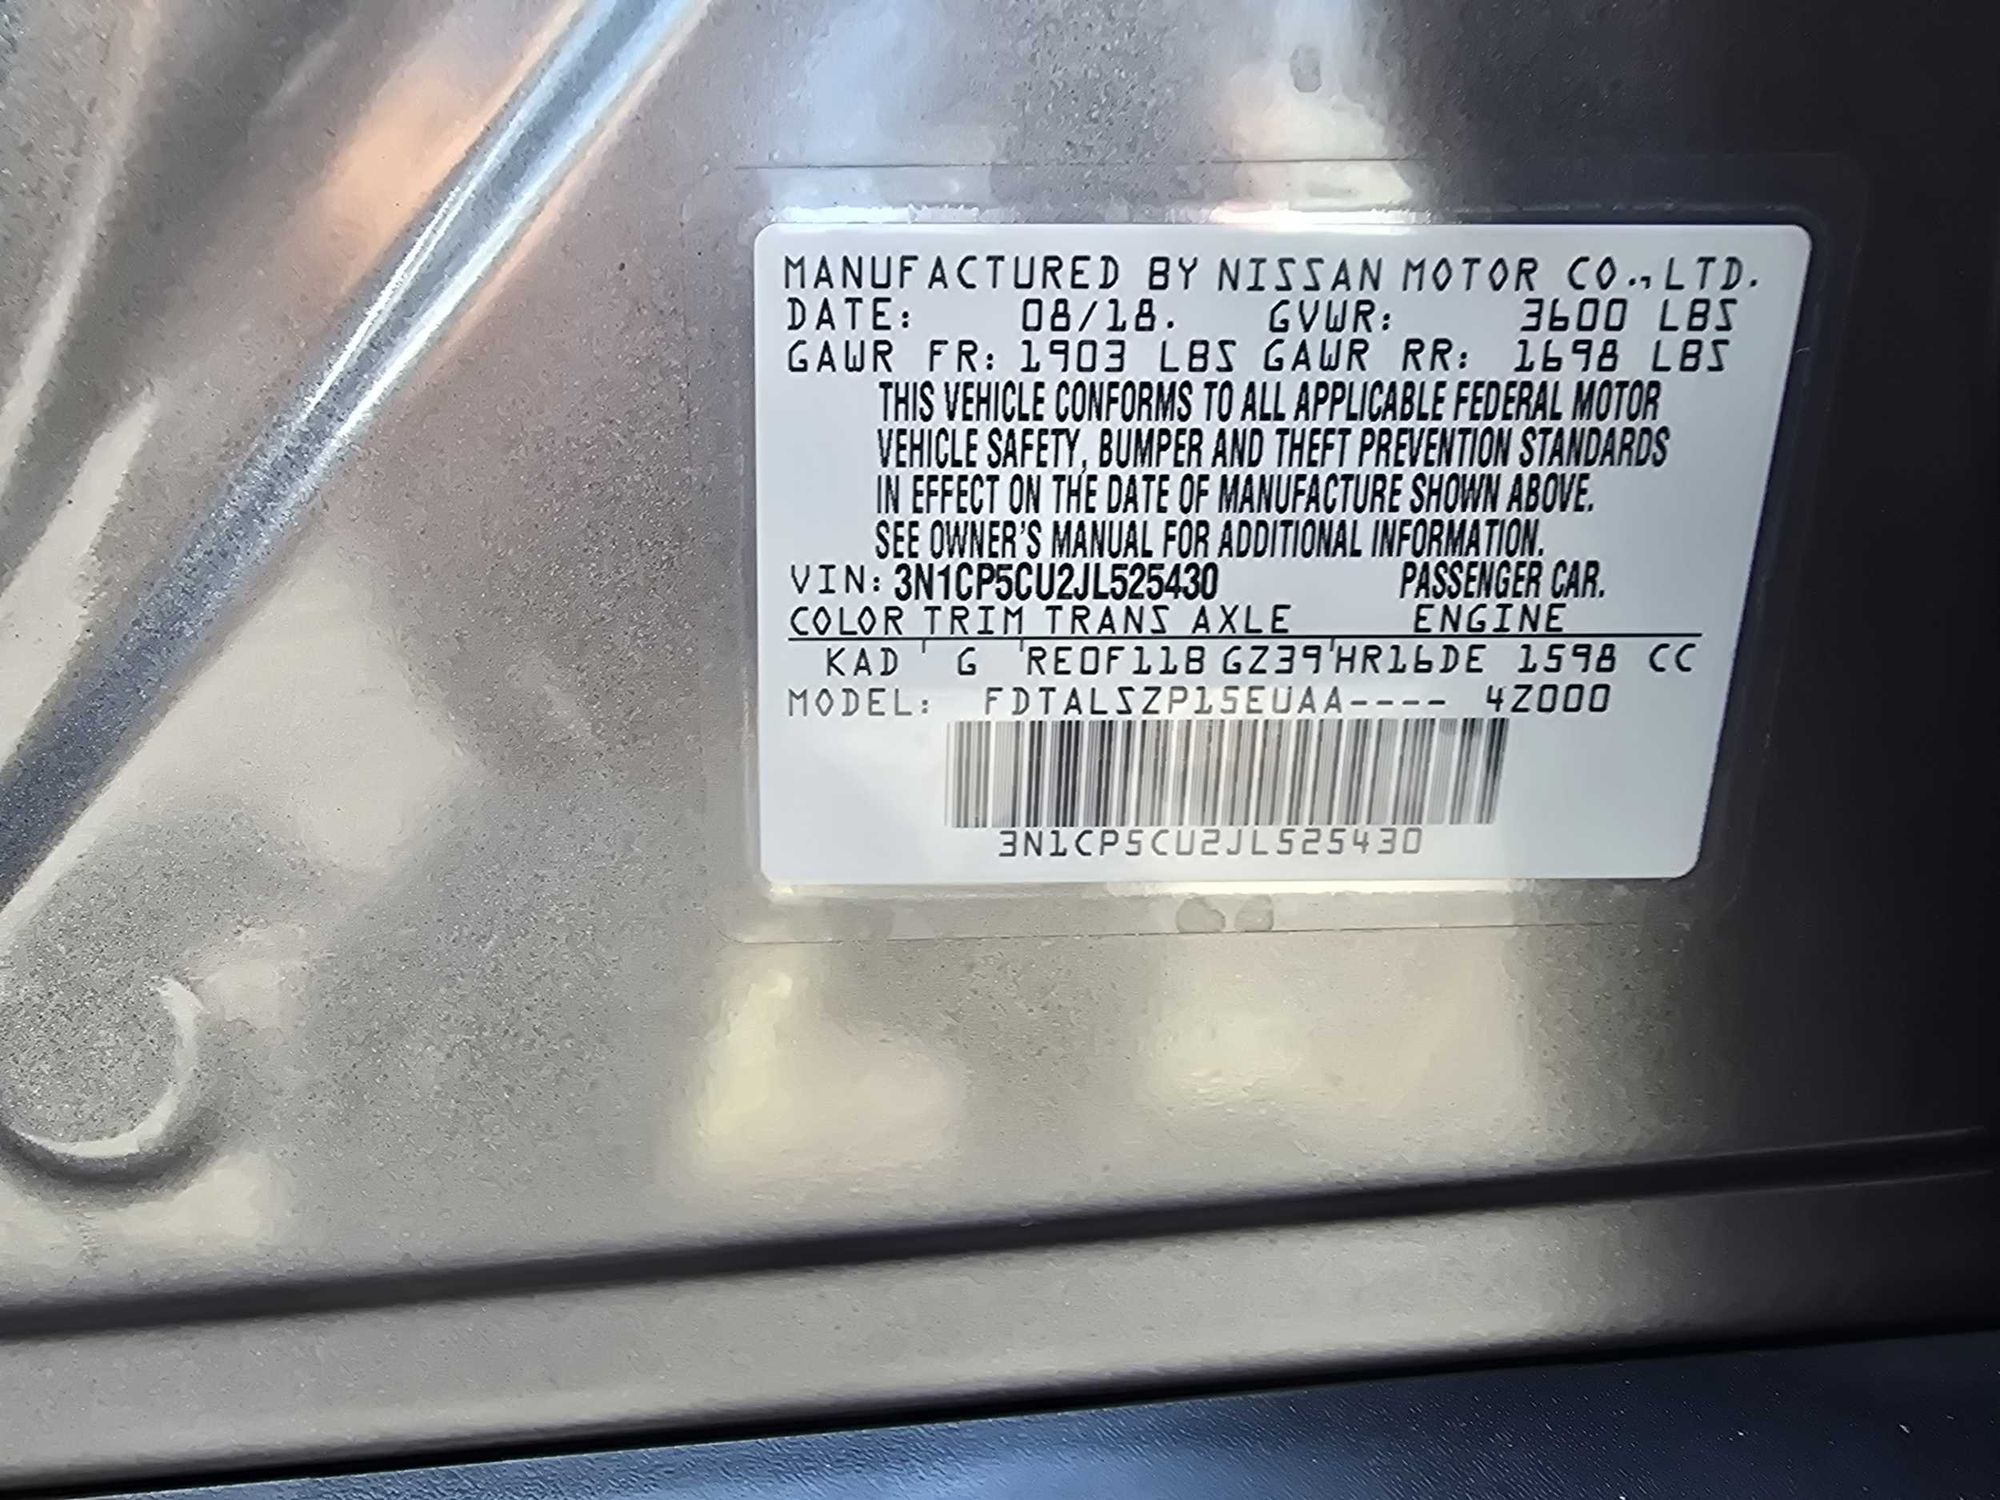 MANUFACTURED BY NISSAN MOTOR CO.,LTD.
DATE: 08/18. GVWR: 3600 LBS
GAWR FR: 1903 LBS GAWR RR: 1698 LBS
THIS VEHICLE CONFORMS TO ALL APPLICABLE FEDERAL MOTOR
VEHICLE SAFETY, BUMPER AND THEFT PREVENTION STANDARDS
IN EFFECT ON THE DATE OF MANUFACTURE SHOWN ABOVE.
SEE OWNER'S MANUAL FOR ADDITIONAL INFORMATION.
VIN: 3N1CP5CU2JL525430 PASSENGER CAR.
COLOR TRIM TRANS AXLE ENGINE
KAD G RE0F11B GZ39 HR16DE 1598 CC
MODEL: FDTALSZP15EUAA---- 4Z000
3N1CP5CU2JL525430